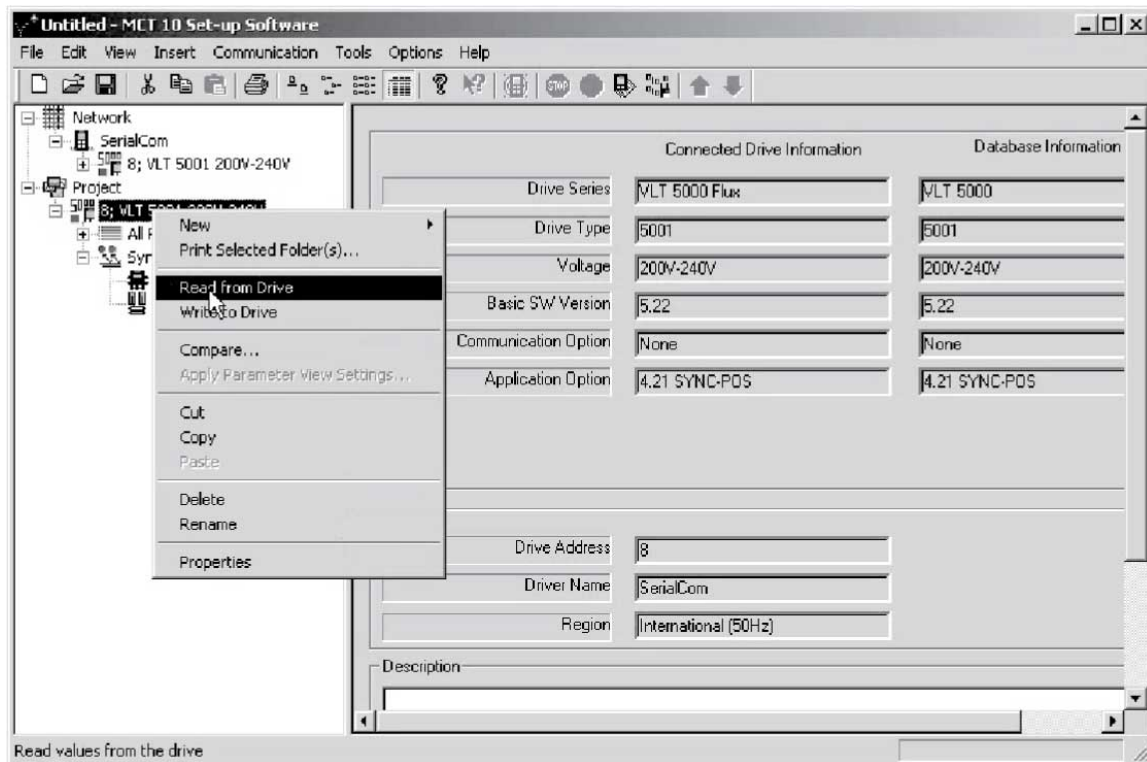 Untitled - MCT 10 Set-up Software
File Edit View Insert Communication Tools Options Help
STOP
Network
SerialCom
8; VLT 5001 200V-240V
Project
8; VLT
All
New
Print Selected Folder(s)...
Read from Drive
Write to Drive
Compare...
Apply Parameter View Settings...
Cut
Copy
Paste
Delete
Rename
Properties
Connected Drive Information Database Information
Drive Series VLT 5000 Flux VLT 5000
Drive Type 5001 5001
Voltage 200V-240V 200V-240V
Basic SW Version 5.22 5.22
Communication Option None None
Application Option 4.21 SYNC-POS 4.21 SYNC-POS
Drive Address 8
Driver Name SerialCom
Region International (50Hz)
Description
Read values from the drive